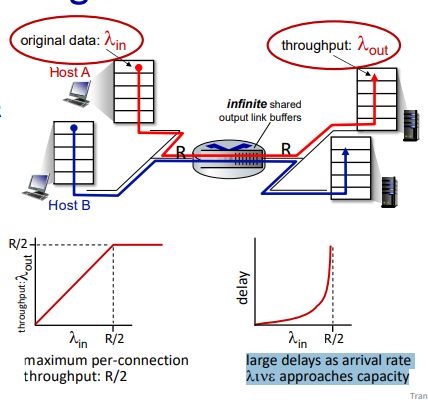 original data: λin
throughput: λout
Host A
infinite shared
output link buffers
R
R
Host B
R/2
throughput: λout
λin
R/2
maximum per-connection
throughput: R/2
delay
λin
R/2
large delays as arrival rate
λινε approaches capacity
Tran